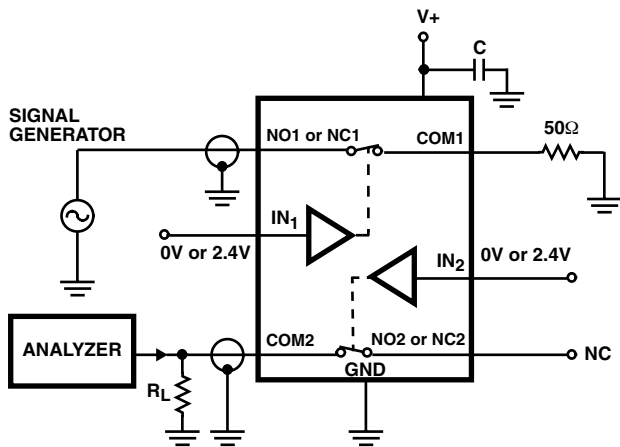 V+
C
SIGNAL
GENERATOR
NO1 or NC1
COM1
50Ω
IN1
0V or 2.4V
IN2
0V or 2.4V
ANALYZER
COM2
NO2 or NC2
NC
GND
RL